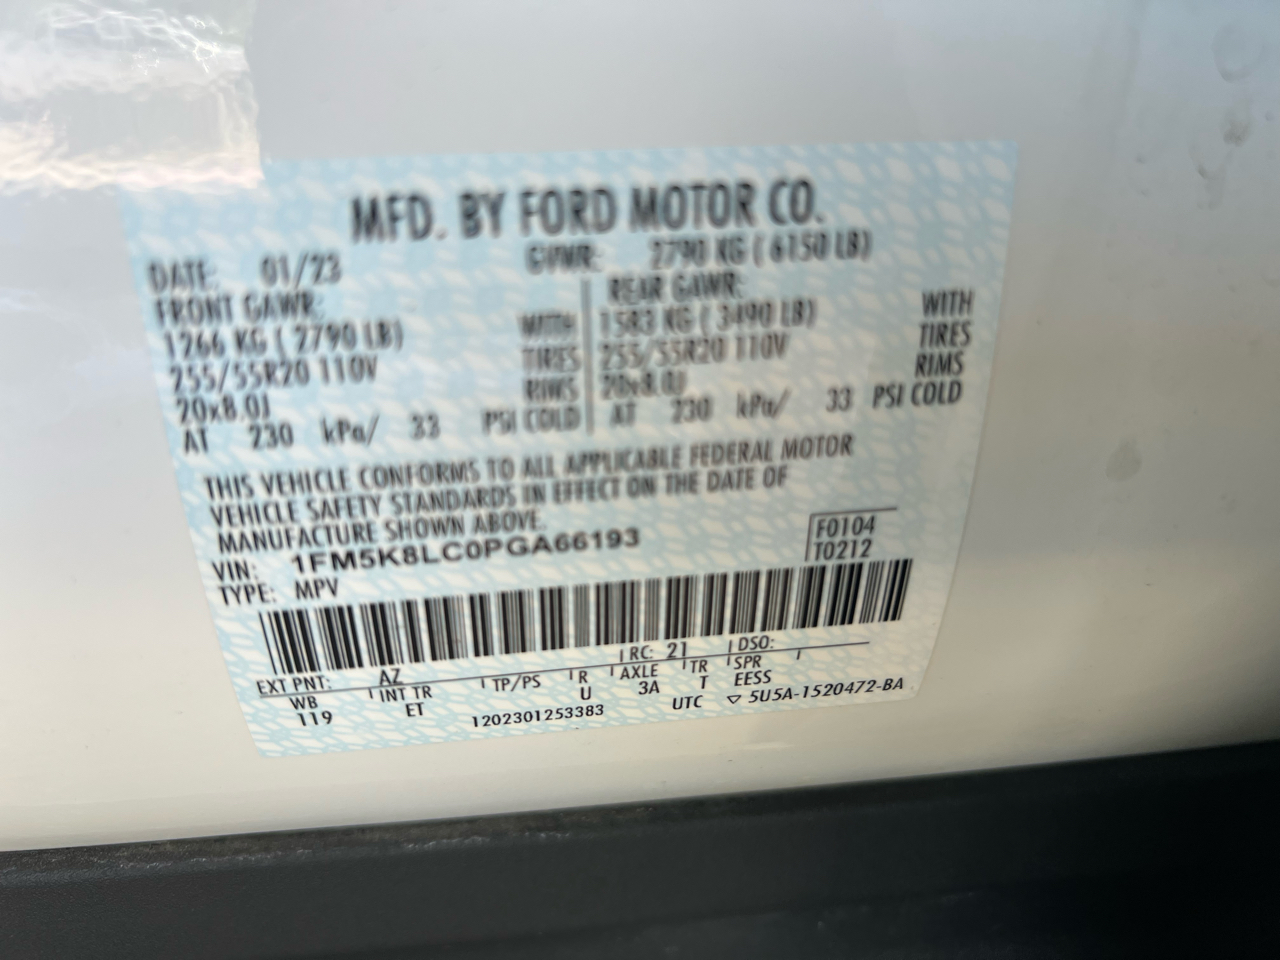 MFD. BY FORD MOTOR CO.
DATE: 01/23 GVWR: 2790 KG ( 6150 LB)
FRONT GAWR: REAR GAWR:
1266 KG ( 2790 LB) WITH 1583 KG ( 3490 LB) WITH
255/55R20 110V TIRES 255/55R20 110V TIRES
20x8.0J RIMS 20x8.0J RIMS
AT 230 kPa/ 33 PSI COLD AT 230 kPa/ 33 PSI COLD
THIS VEHICLE CONFORMS TO ALL APPLICABLE FEDERAL MOTOR
VEHICLE SAFETY STANDARDS IN EFFECT ON THE DATE OF
MANUFACTURE SHOWN ABOVE.
VIN: 1FM5K8LC0PGA66193 F0104
TYPE: MPV T0212
EXT PNT: AZ RC: 21 DSO:
WB INT TR TP/PS R AXLE TR SPR
119 ET U 3A T EESS
1202301253383 UTC ▽ 5U5A-1520472-BA